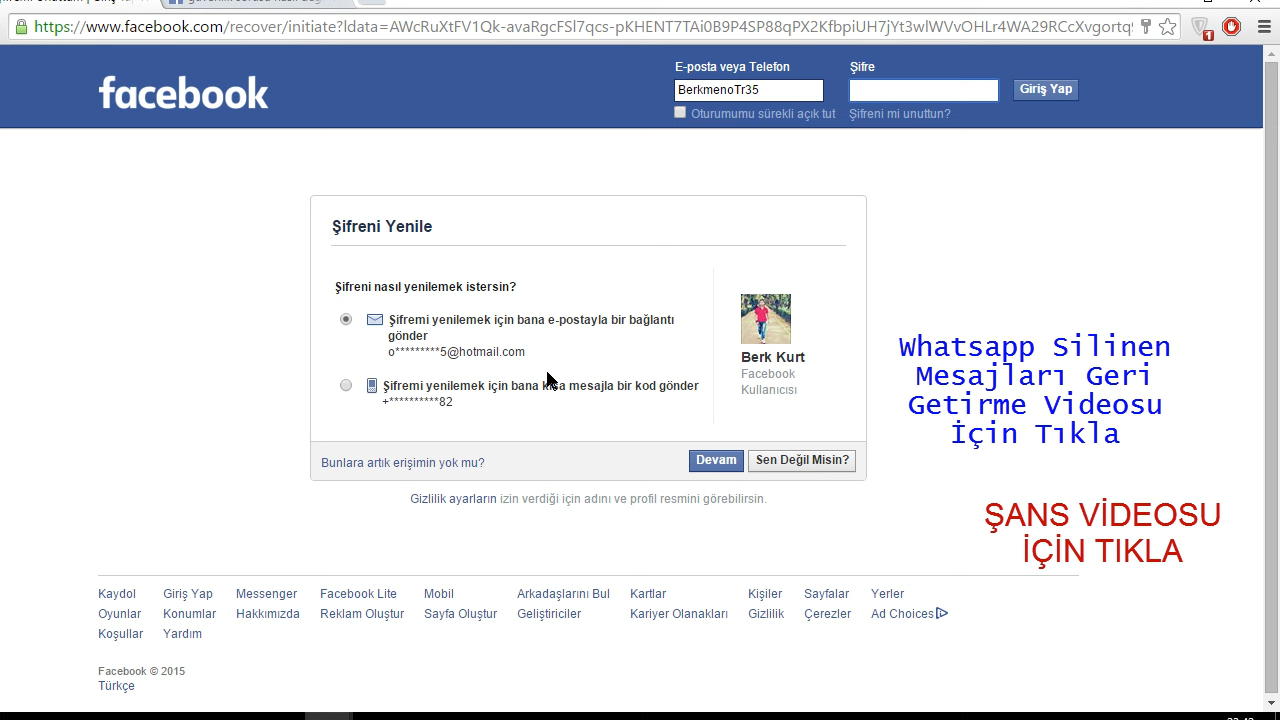 https://www.facebook.com/recover/initiate?ldata=AWcRuXtFV1Qk-avaRgcFSl7qcs-pKHENT7TAi0B9P4SP88qPX2KfbpiUH7jYt3wlWVvOHLr4WA29RCcXvgortq
1
facebook
E-posta veya Telefon
Şifre
BerkmenoTr35
Giriş Yap
Oturumumu sürekli açık tut
Şifreni mi unuttun?
Şifreni Yenile
Şifreni nasıl yenilemek istersin?
Şifremi yenilemek için bana e-postayla bir bağlantı
gönder
o*********5@hotmail.com
Şifremi yenilemek için bana kısa mesajla bir kod gönder
+**********82
Berk Kurt
Facebook
Kullanıcısı
Bunlara artık erişimin yok mu?
Devam
Sen Değil Misin?
Gizlilik ayarların izin verdiği için adını ve profil resmini görebilirsin.
Whatsapp Silinen
Mesajları Geri
Getirme Videosu
İçin Tıkla
ŞANS VİDEOSU
İÇİN TIKLA
Kaydol Giriş Yap Messenger Facebook Lite Mobil Arkadaşlarını Bul Kartlar Kişiler Sayfalar Yerler
Oyunlar Konumlar Hakkımızda Reklam Oluştur Sayfa Oluştur Geliştiriciler Kariyer Olanakları Gizlilik Çerezler Ad Choices
Koşullar Yardım
Facebook © 2015
Türkçe